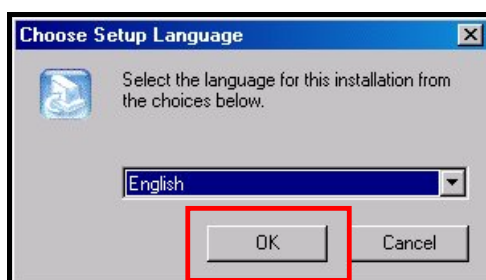 Choose Setup Language
Select the language for this installation from
the choices below.
English
OK
Cancel